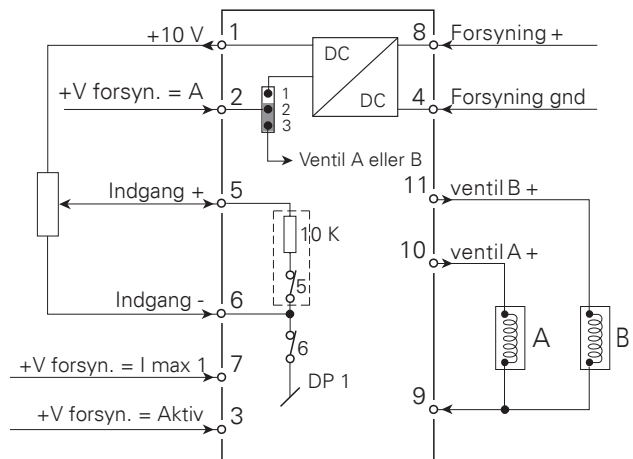 +10 V
1
8
Forsyning +
DC
DC
+V forsyn. = A
2
1
2
3
4
Forsyning gnd
Ventil A eller B
Indgang +
5
11
ventil B +
10 K
10
ventil A +
5
Indgang -
6
6
A
B
+V forsyn. = I max 1
7
DP 1
9
+V forsyn. = Aktiv
3